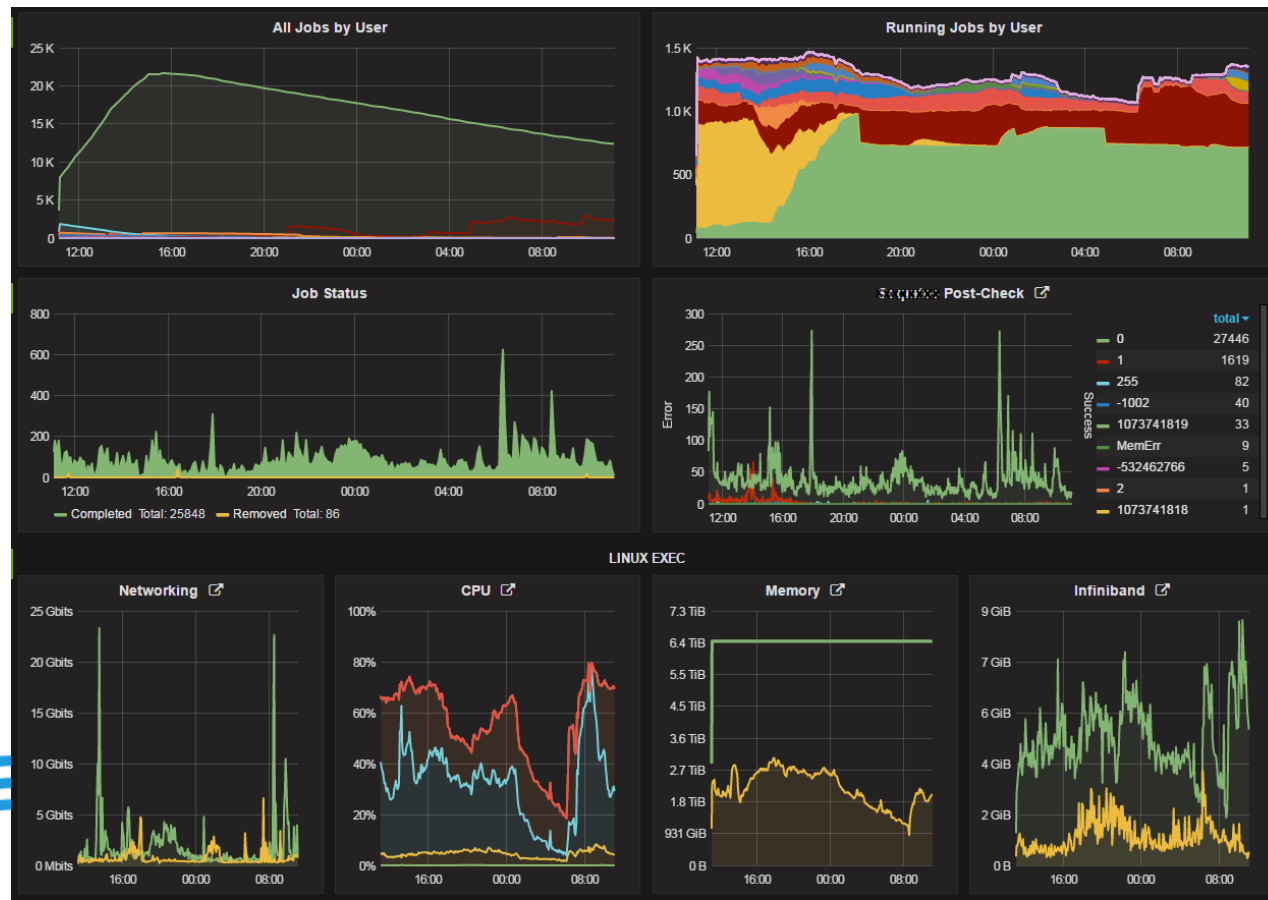 All Jobs by User
25 K
20 K
15 K
10 K
5 K
0
12:00 16:00 20:00 00:00 04:00 08:00
Running Jobs by User
1.5 K
1.0 K
500
0
12:00 16:00 20:00 00:00 04:00 08:00
Job Status
800
600
400
200
0
12:00 16:00 20:00 00:00 04:00 08:00
Completed Total: 25848 Removed Total: 86
Post-Check
300
250
200
150
100
50
0
Error
12:00 16:00 20:00 00:00 04:00 08:00
Success
total
0 27446
1 1619
255 82
-1002 40
1073741819 33
MemErr 9
-532462766 5
2 1
1073741818 1
LINUX EXEC
Networking
25 Gbits
20 Gbits
15 Gbits
10 Gbits
5 Gbits
0 Mbits
16:00 00:00 08:00
CPU
100%
80%
60%
40%
20%
0%
16:00 00:00 08:00
Memory
7.3 TiB
6.4 TiB
5.5 TiB
4.5 TiB
3.6 TiB
2.7 TiB
1.8 TiB
931 GiB
0 B
16:00 00:00 08:00
Infiniband
9 GiB
7 GiB
6 GiB
4 GiB
2 GiB
0 B
16:00 00:00 08:00